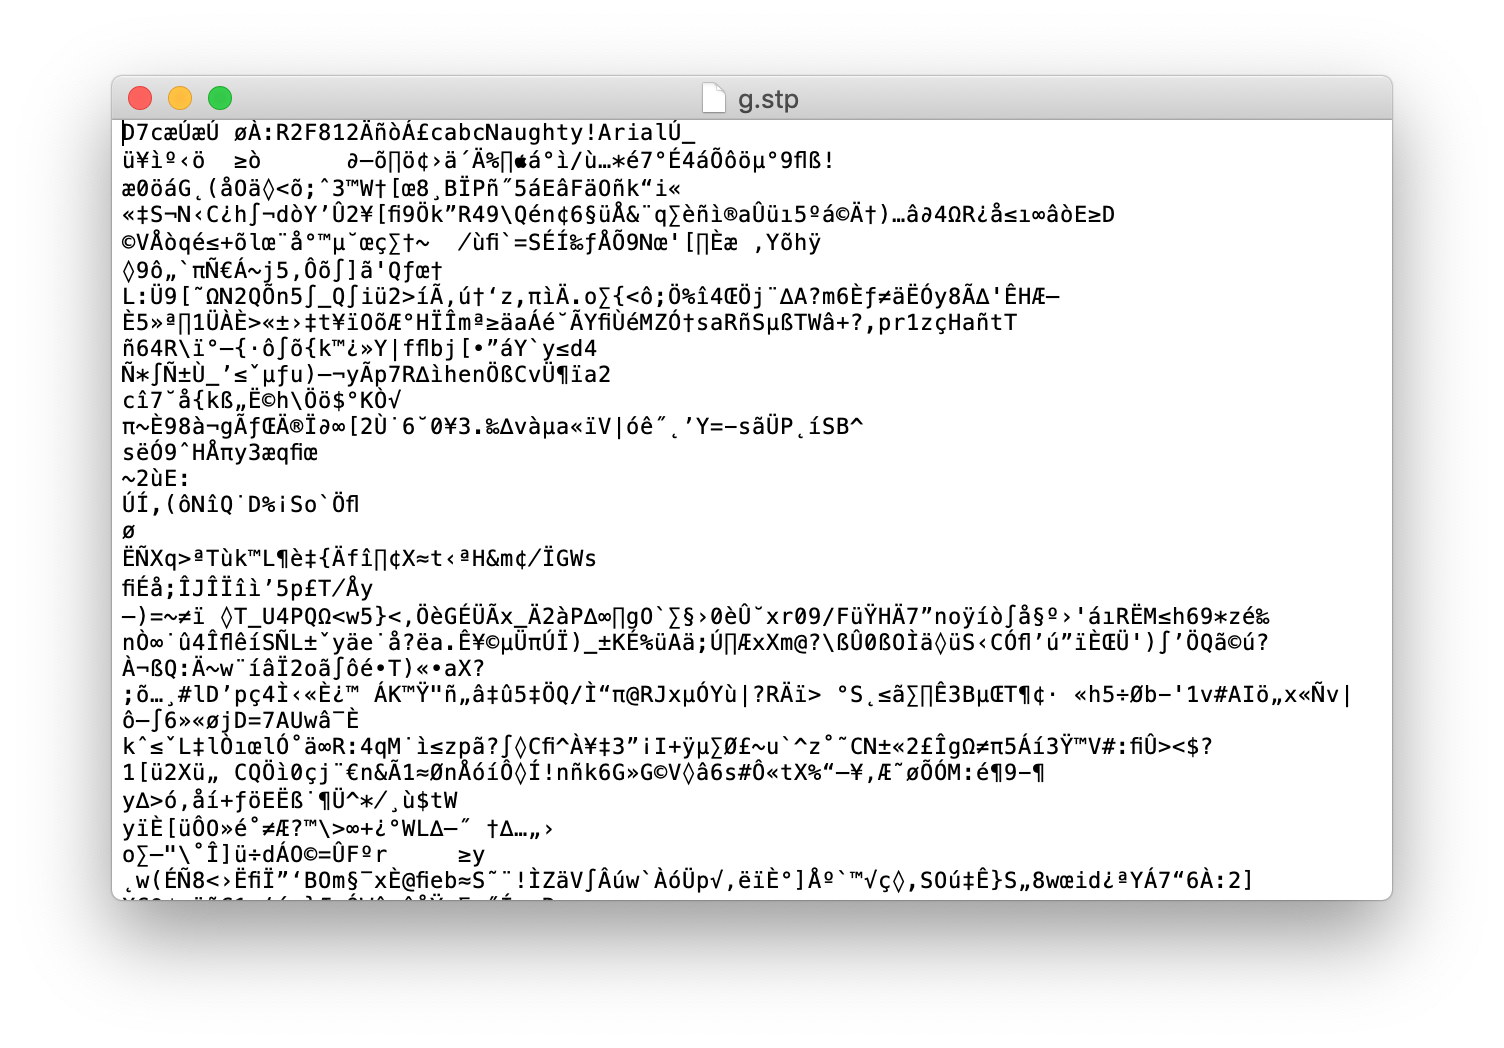 g.stp
D7cæÚæÚ øÀ:R2F812ÄñòÁ£cabcNaughty!ArialÚ_
ü¥ìº‹ö ≥ò ∂—õ∏ö¢›ä´Ä%∏á°ì/ù…*é7°É4áÕôöµ°9ﬂß!
æ0öáG˛(åOä◊<õ;ˆ3™W†[œ8¸BÏPñ˝5áEâFäOñk“i«
«‡S¬N‹C¿h∫¬dòY’Û2¥[ﬁ9Ök”R49\Qén¢6§üÅ&¨q∑èñì®aÛüı5ºá©Ä†)…â∂4ΩR¿å≤ı∞âòE≥D
©VÅòqé≤+õlœ¨å°™µ˘œç∑†~ ⁄ùﬁ`=SÉÍ‰ƒÅÕ9Nœ'[∏Èæ ‚Yõhÿ
◊9ô„`πÑ€Á~j5‚Ôõ∫]ã'Qƒœ†
L:Ü9[˜ΩN2QÕn5∫_Q∫iü2>íÃ‚ú†‘z‚πìÄ.o∑{<ô;Ö%î4ŒÖj¨∆A?m6Èƒ≠äËÓy8Ã∆'ÊHÆ—
È5»ª∏1ÜÀÈ>«±›‡t¥ïOõÆ°HÏÎmª≥äaÁé˘ÃYﬁÙéMZÓ†saRñSµßTWâ+?,pr1zçHañtT
ñ64R\ï°—{·ô∫õ{k™¿»Y|fﬂbj[•”áY`y≤d4
Ñ*∫Ñ±Ù_’≤ˇµƒu)—¬yÃp7R∆ìhenÖßCvÜ¶ïa2
cî7˘å{kß„Ë©h\Öö$°KÒ√
π~È98à¬gÃƒŒÄ®Ï∂∞[2Ù˙6˘0¥3.‰∆vàµa«ïV|óê˝˛’Y=–sãÜP˛íSB^
sëÓ9ˆHÅπy3æqﬁœ
~2ùE:
ÚÍ‚(ôNîQ˙D%¡So`Öﬂ
ø
ËÑXq>ªTùk™L¶è‡{Äfî∏¢X≈t‹ªH&m¢⁄ÏGWs
ﬁÉå;ÎJÎÏîì’5p£T⁄Åy
—)=~≠ï ◊T_U4PQΩ<w5}<‚ÖèGÉÜÃx_Ä2àP∆∞∏gO`∑§›0èÛ˘xr09/FüŸHÄ7”noÿíò∫å§º›'áıRËM≤h69*zé‰
nÒ∞˙û4ÎﬂêíSÑL±ˇyäe˙å?ëa.Ê¥©µÜπÚÏ)_±KÉ%üAä;Ú∏ÆxXm@?\ßÛ0ßOÌä◊üS‹CÓﬂ’ú”ïÈŒÜ')∫’ÖQã©ú?
À¬ßQ:Ä~w¨íâÏ2oã∫ôé•T)«•aX?
;õ…¸#lD’pç4Ì‹«È¿™ ÁK™Ÿ"ñ„â‡û5‡ÖQ/Ì“π@RJxµÓYù|?RÄï> °S˛≤ã∑∏Ê3BµŒT¶¢· «h5÷Øb–'1v#AIö„x«Ñv|
ô—∫6»«øjD=7AUwâ¯È
kˆ≤ˇL‡lÒıœlÓ˚ä∞R:4qM˙ì≤zpã?∫◊Cﬁ^À¥‡3”¡I+ÿµ∑Ø£~u`^z˚˜CN±«2£ÎgΩ≠π5Áí3Ÿ™V#:ﬁÛ><$?
1[ü2Xü„ CQÖì0çj¨€n&Ã1≈ØnÅóíÔ◊Í!nñk6G»G©V◊â6s#Ô«tX%“—¥‚Æ˜øÕÓM:é¶9–¶
y∆>ó‚åí+ƒöEËß˙¶Ü^*⁄¸ù$tW
yïÈ[üÔO»é˚≠Æ?™\>∞+¿°WL∆—˝ †∆…„›
o∑—"\˚Î]ü÷dÁO©=ÛFºr ≥y
˛w(ÉÑ8<›ËﬁÏ”‘BOm§¯xÈ@ﬁeb≈S˜¨!ÌZäV∫Âúw`ÀóÜp√‚ëïÈ°]Åº`™√ç◊‚SOú‡Ê}S„8wœid¿ªYÁ7“6À:2]